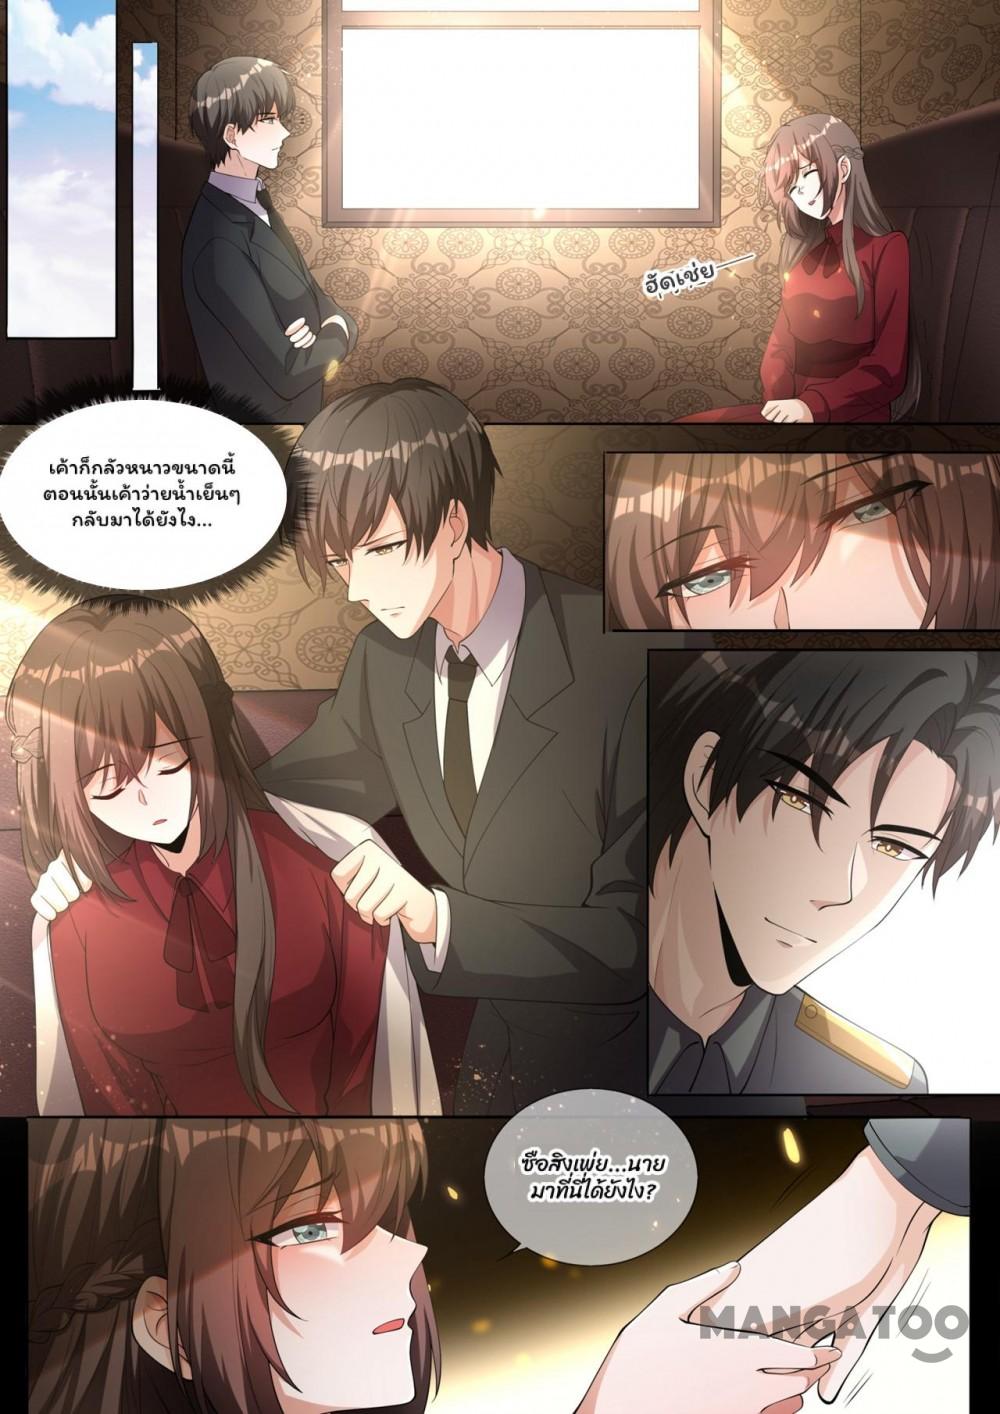 ฮัดเช่ย
เค้าก็กลัวหนาวขนาดนี้
ตอนนั้นเค้าว่ายน้ำเย็นๆ
กลับมาได้ยังไง...
ซือสิงเพ่ย...นาย
มาที่นี่ได้ยังไง?
MANGATOON